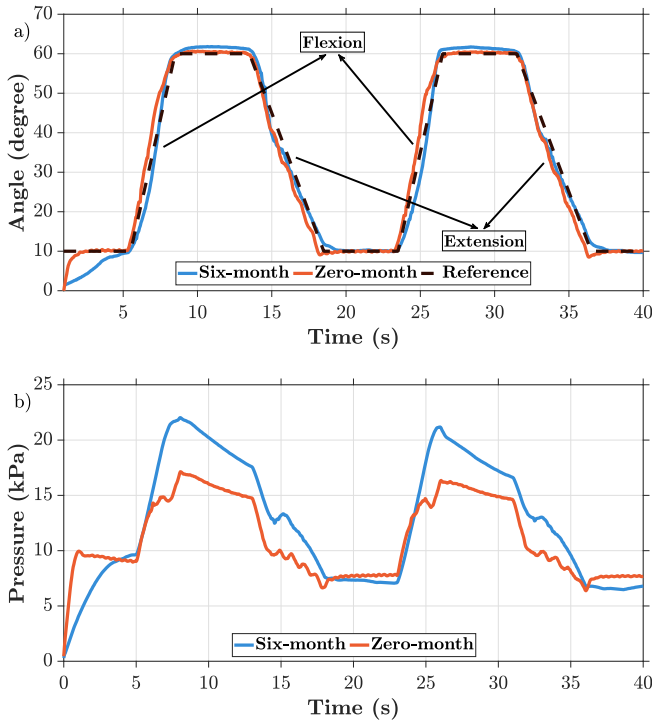 a)
70
60
50
40
30
20
10
0
Angle (degree)
Flexion
Extension
Six-month Zero-month Reference
5 10 15 20 25 30 35 40
Time (s)
b)
25
20
15
10
5
0
Pressure (kPa)
Six-month Zero-month
0 5 10 15 20 25 30 35 40
Time (s)